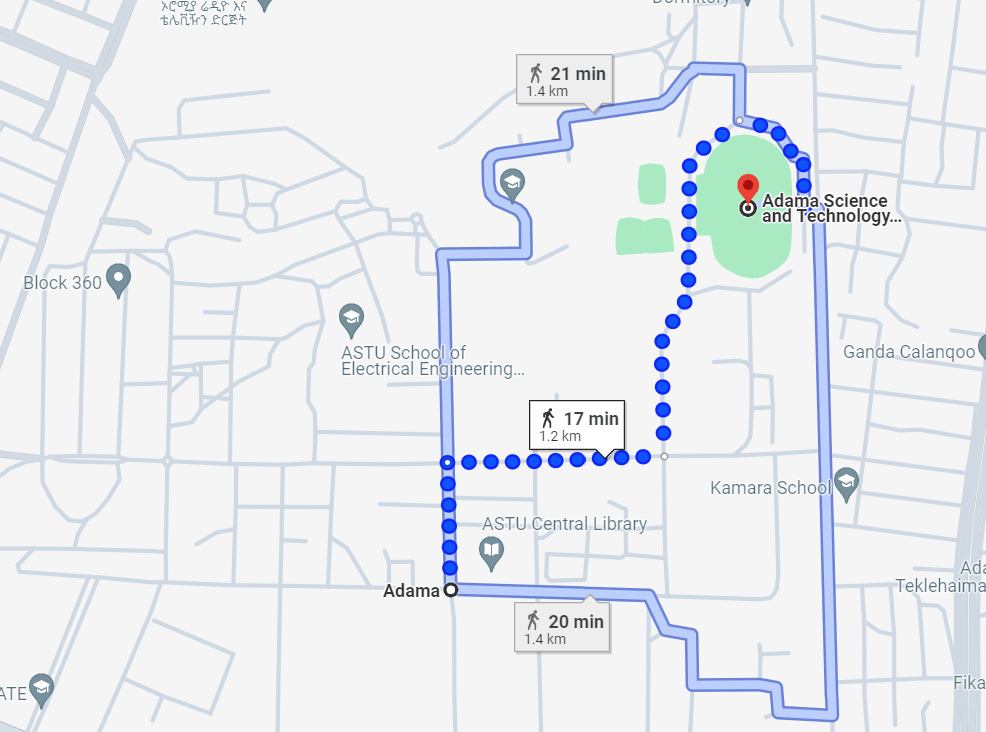 ኦሮሚያ ሬዲዮ እና
ቴሌቪዥን ድርጅት
Dormitory
21 min
1.4 km
Adama Science
and Technology...
Block 360
ASTU School of
Electrical Engineering...
Ganda Calanqoo
17 min
1.2 km
Kamara School
ASTU Central Library
Ada
Teklehaima
Adama
20 min
1.4 km
Fika
ATE